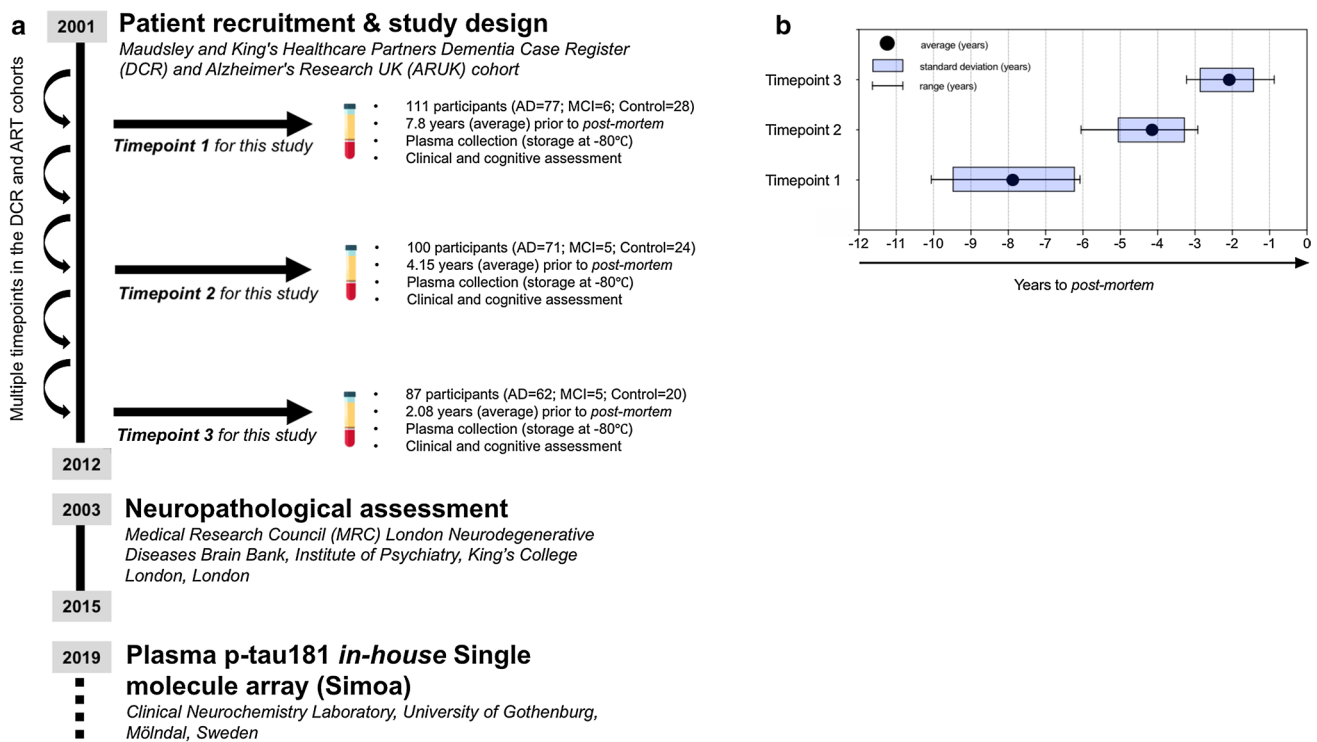 a
2001
Patient recruitment & study design
Maudsley and King's Healthcare Partners Dementia Case Register
(DCR) and Alzheimer's Research UK (ARUK) cohort
Multiple timepoints in the DCR and ART cohorts
Timepoint 1 for this study
• 111 participants (AD=77; MCI=6; Control=28)
• 7.8 years (average) prior to post-mortem
• Plasma collection (storage at -80℃)
• Clinical and cognitive assessment
Timepoint 2 for this study
• 100 participants (AD=71; MCI=5; Control=24)
• 4.15 years (average) prior to post-mortem
• Plasma collection (storage at -80℃)
• Clinical and cognitive assessment
Timepoint 3 for this study
• 87 participants (AD=62; MCI=5; Control=20)
• 2.08 years (average) prior to post-mortem
• Plasma collection (storage at -80℃)
• Clinical and cognitive assessment
2012
2003
Neuropathological assessment
Medical Research Council (MRC) London Neurodegenerative
Diseases Brain Bank, Institute of Psychiatry, King’s College
London, London
2015
2019
Plasma p-tau181 in-house Single
molecule array (Simoa)
Clinical Neurochemistry Laboratory, University of Gothenburg,
Mölndal, Sweden
b
average (years)
standard deviation (years)
range (years)
Timepoint 3
Timepoint 2
Timepoint 1
-12 -11 -10 -9 -8 -7 -6 -5 -4 -3 -2 -1 0
Years to post-mortem